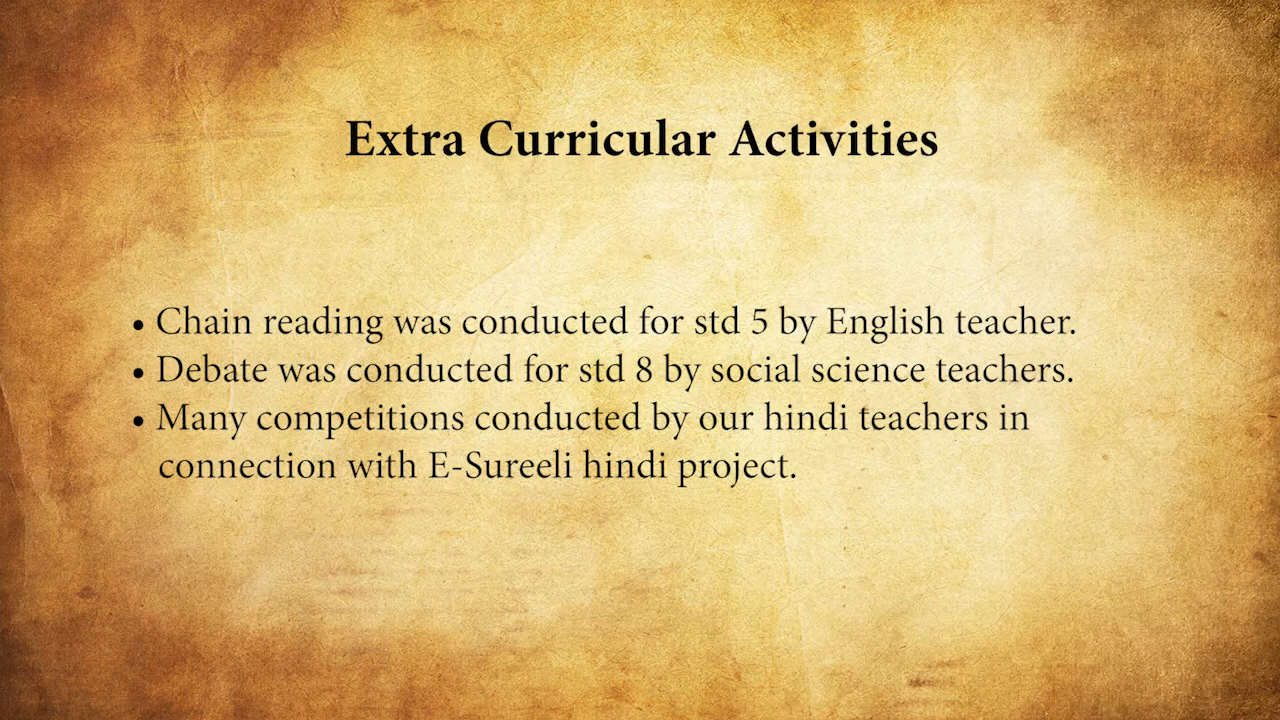 Extra Curricular Activities
• Chain reading was conducted for std 5 by English teacher.
• Debate was conducted for std 8 by social science teachers.
• Many competitions conducted by our hindi teachers in
connection with E-Sureeli hindi project.